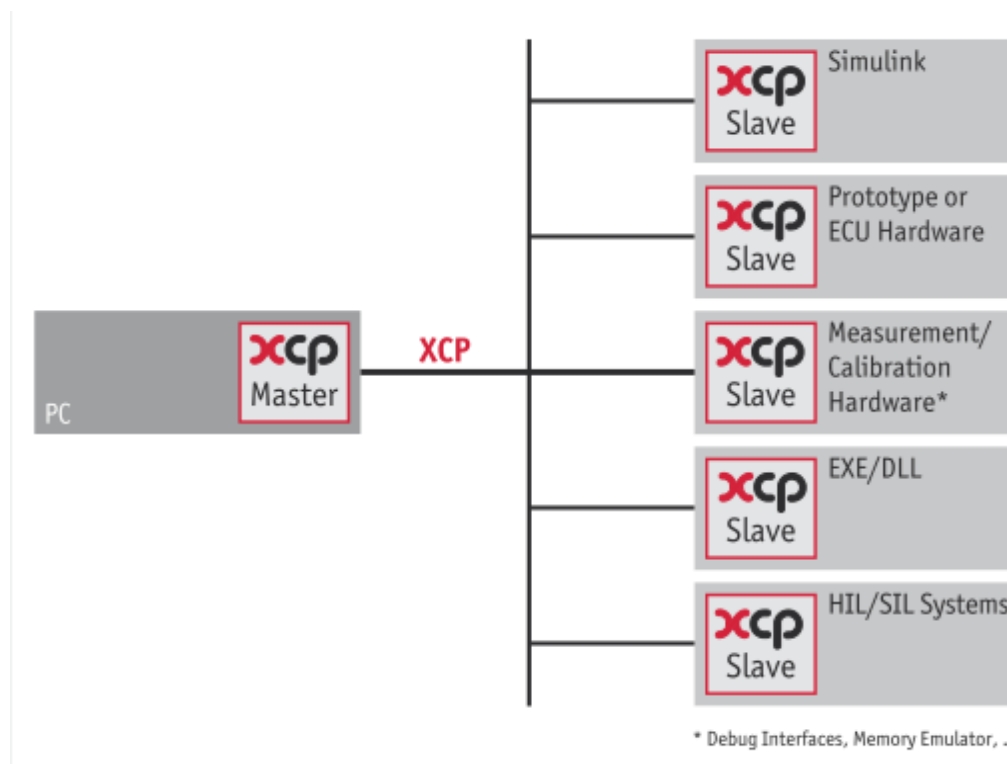 xcp
Slave
Simulink
xcp
Slave
Prototype or
ECU Hardware
PC
xcp
Master
XCP
xcp
Slave
Measurement/
Calibration
Hardware*
xcp
Slave
EXE/DLL
xcp
Slave
HIL/SIL Systems
* Debug Interfaces, Memory Emulator, .